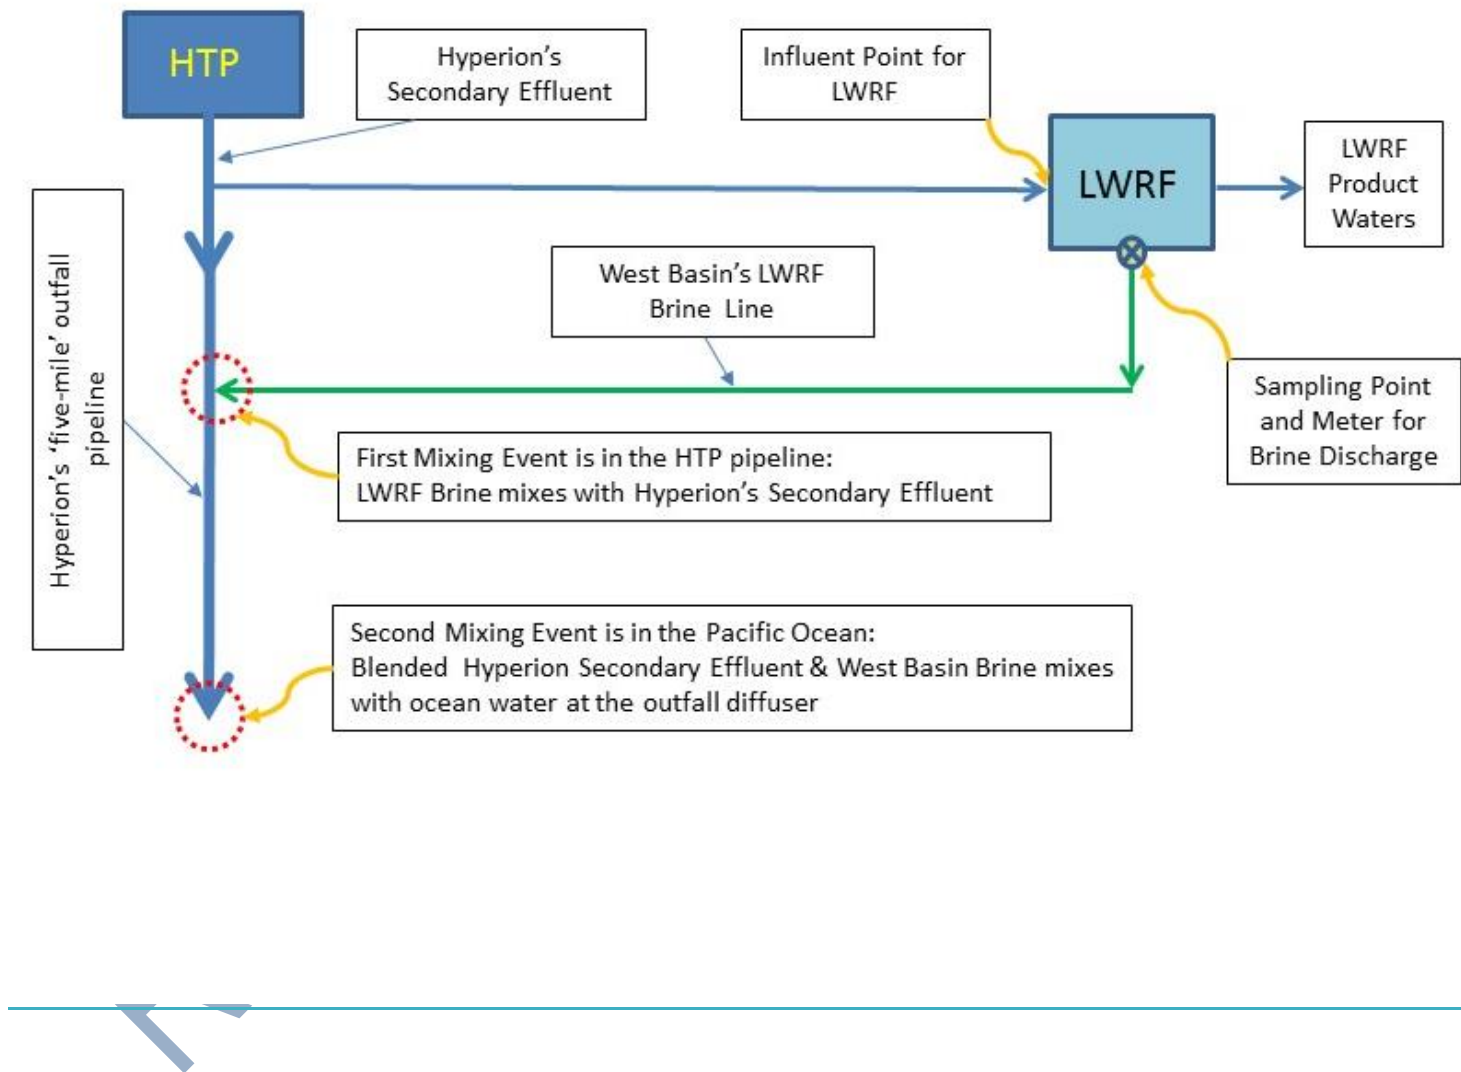 HTP
Hyperion's
Secondary Effluent
Influent Point for
LWRF
LWRF
LWRF
Product
Waters
Hyperion's 'five-mile' outfall
pipeline
West Basin's LWRF
Brine Line
Sampling Point
and Meter for
Brine Discharge
First Mixing Event is in the HTP pipeline:
LWRF Brine mixes with Hyperion's Secondary Effluent
Second Mixing Event is in the Pacific Ocean:
Blended Hyperion Secondary Effluent & West Basin Brine mixes
with ocean water at the outfall diffuser